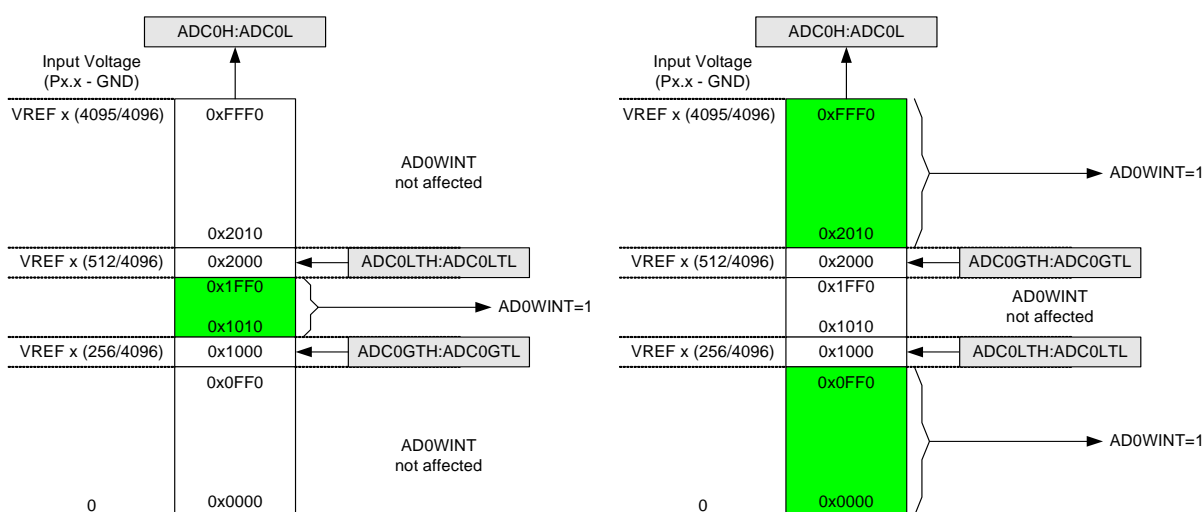 ADC0H:ADC0L
Input Voltage
(Px.x - GND)
VREF x (4095/4096)
0xFFF0
AD0WINT
not affected
0x2010
VREF x (512/4096)
0x2000
ADC0LTH:ADC0LTL
0x1FF0
AD0WINT=1
0x1010
VREF x (256/4096)
0x1000
ADC0GTH:ADC0GTL
0x0FF0
AD0WINT
not affected
0
0x0000
ADC0H:ADC0L
Input Voltage
(Px.x - GND)
VREF x (4095/4096)
0xFFF0
AD0WINT=1
0x2010
VREF x (512/4096)
0x2000
ADC0GTH:ADC0GTL
0x1FF0
AD0WINT
not affected
0x1010
VREF x (256/4096)
0x1000
ADC0LTH:ADC0LTL
0x0FF0
AD0WINT=1
0
0x0000